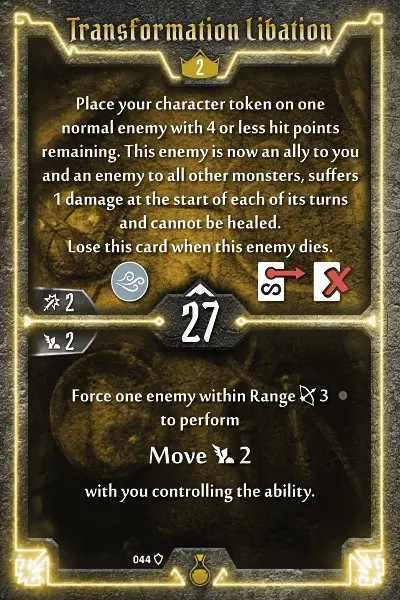 Transformation Libation
2
Place your character token on one
normal enemy with 4 or less hit points
remaining. This enemy is now an ally to you
and an enemy to all other monsters, suffers
1 damage at the start of each of its turns
and cannot be healed.
Lose this card when this enemy dies.
2
27
2
Force one enemy within Range 3
to perform
Move 2
with you controlling the ability.
044